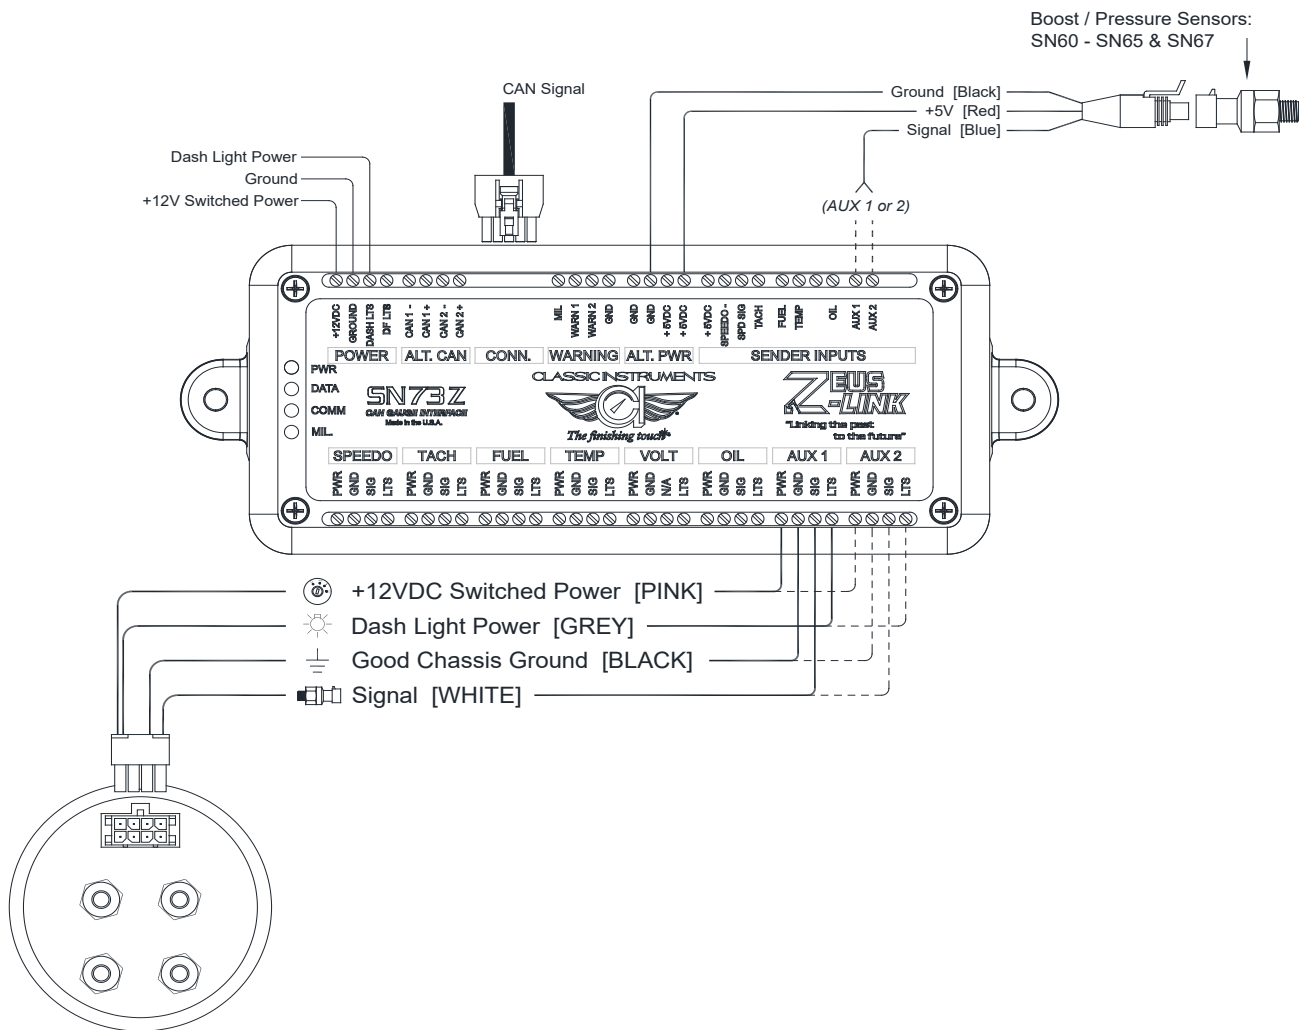 Boost / Pressure Sensors:
SN60 - SN65 & SN67
CAN Signal
Ground [Black]
+5V [Red]
Signal [Blue]
Dash Light Power
Ground
+12V Switched Power
(AUX 1 or 2)
+12VDC GROUND DASH LTS DF LTS CAN 1 - CAN 1 + CAN 2 - CAN 2 + MIL WARN 1 WARN 2 GND GND GND +5VDC +5VDC +5VDC SPEEDO - SPD SIG TACH FUEL TEMP OIL AUX 1 AUX 2
POWER ALT. CAN CONN. WARNING ALT. PWR SENDER INPUTS
PWR
DATA
COMM
MIL.
SN73Z
CAN GAUGE INTERFACE
Made in the U.S.A.
CLASSIC INSTRUMENTS
CI
The finishing touch
ZEUS
-LINK
"Linking the past
to the future"
SPEEDO TACH FUEL TEMP VOLT OIL AUX 1 AUX 2
PWR GND SIG LTS PWR GND SIG LTS PWR GND SIG LTS PWR GND SIG LTS PWR GND N/A LTS PWR GND SIG LTS PWR GND SIG LTS PWR GND SIG LTS
+12VDC Switched Power [PINK]
Dash Light Power [GREY]
Good Chassis Ground [BLACK]
Signal [WHITE]